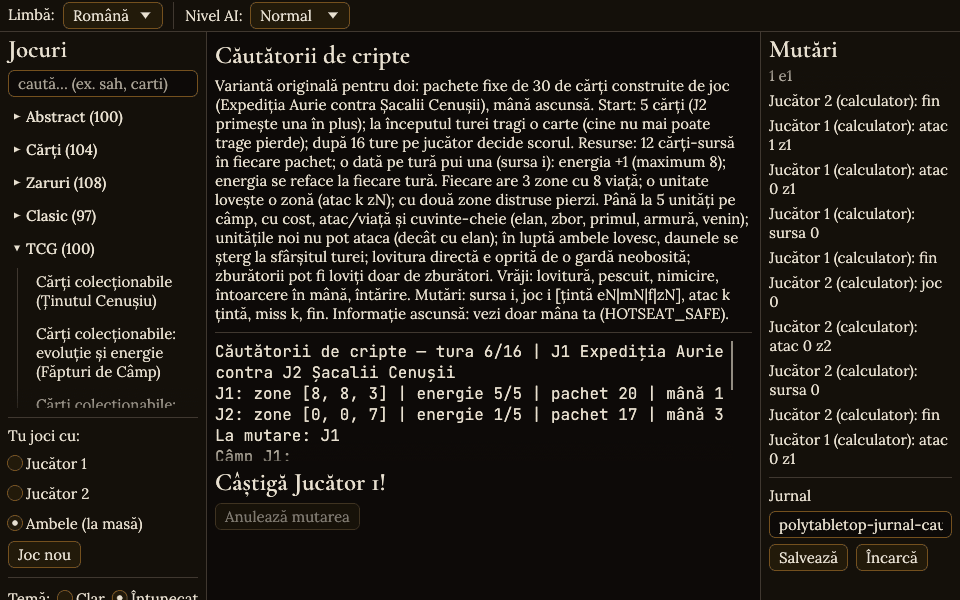 Limbă: Română ▼ Nivel AI: Normal ▼
Jocuri
caută... (ex. sah, carti)
▸ Abstract (100)
▸ Cărți (104)
▸ Zaruri (108)
▸ Clasic (97)
▾ TCG (100)
Cărți colecționabile
(Ținutul Cenușiu)
Cărți colecționabile:
evoluție și energie
(Făpturi de Câmp)
Cărți colecționabile:
Tu joci cu:
Jucător 1
Jucător 2
Ambele (la masă)
Joc nou
Temă: Clar Întunecat
Căutătorii de cripte
Variantă originală pentru doi: pachete fixe de 30 de cărți construite de joc
(Expediția Aurie contra Șacalii Cenușii), mână ascunsă. Start: 5 cărți (J2
primește una în plus); la începutul turei tragi o carte (cine nu mai poate
trage pierde); după 16 ture pe jucător decide scorul. Resurse: 12 cărți-sursă
în fiecare pachet; o dată pe tură pui una (sursa i): energia +1 (maximum 8);
energia se reface la fiecare tură. Fiecare are 3 zone cu 8 viață; o unitate
lovește o zonă (atac k zN); cu două zone distruse pierzi. Până la 5 unități pe
câmp, cu cost, atac/viață și cuvinte-cheie (elan, zbor, primul, armură, venin);
unitățile noi nu pot ataca (decât cu elan); în luptă ambele lovesc, daunele se
șterg la sfârșitul turei; lovitura directă e oprită de o gardă neobosită;
zburătorii pot fi loviți doar de zburători. Vrăji: lovitură, pescuit, nimicire,
întoarcere în mână, întărire. Mutări: sursa i, joc i [țintă eN|mN|f|zN], atac k
țintă, miss k, fin. Informație ascunsă: vezi doar mâna ta (HOTSEAT_SAFE).
Căutătorii de cripte — tura 6/16 | J1 Expediția Aurie
contra J2 Șacalii Cenușii
J1: zone [8, 8, 3] | energie 5/5 | pachet 20 | mână 1
J2: zone [0, 0, 7] | energie 1/5 | pachet 17 | mână 3
La mutare: J1
Câmp J1:
Câștigă Jucător 1!
Anulează mutarea
Mutări
1 e1
Jucător 2 (calculator): fin
Jucător 1 (calculator): atac
1 z1
Jucător 1 (calculator): atac
0 z1
Jucător 1 (calculator):
sursa 0
Jucător 1 (calculator): fin
Jucător 2 (calculator): joc
0
Jucător 2 (calculator):
atac 0 z2
Jucător 2 (calculator):
sursa 0
Jucător 2 (calculator): fin
Jucător 1 (calculator): atac
0 z1
Jurnal
polytabletop-jurnal-cau
Salvează Încarcă